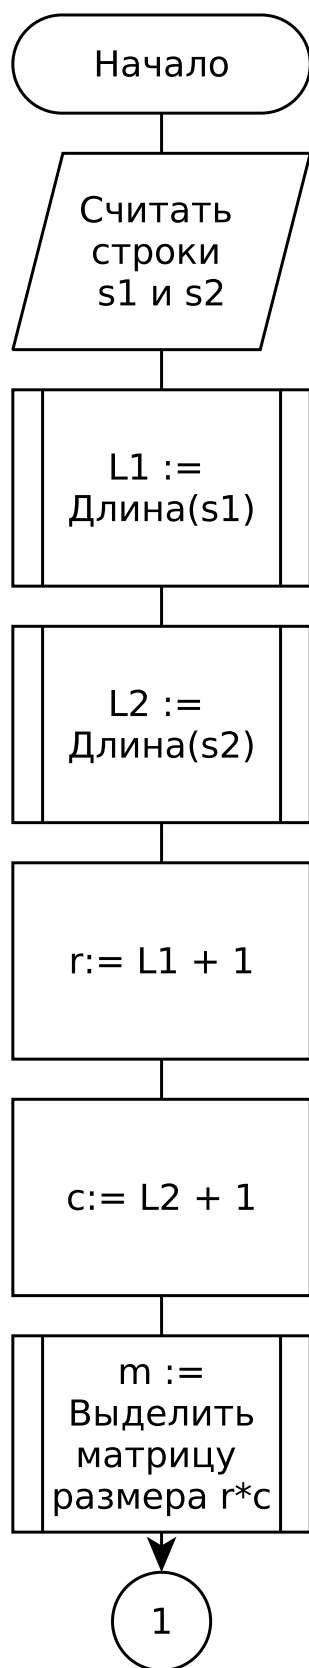 Начало
Считать
строки
s1 и s2
L1 :=
Длина(s1)
L2 :=
Длина(s2)
r:= L1 + 1
c:= L2 + 1
m :=
Выделить
матрицу
размера r*c
1